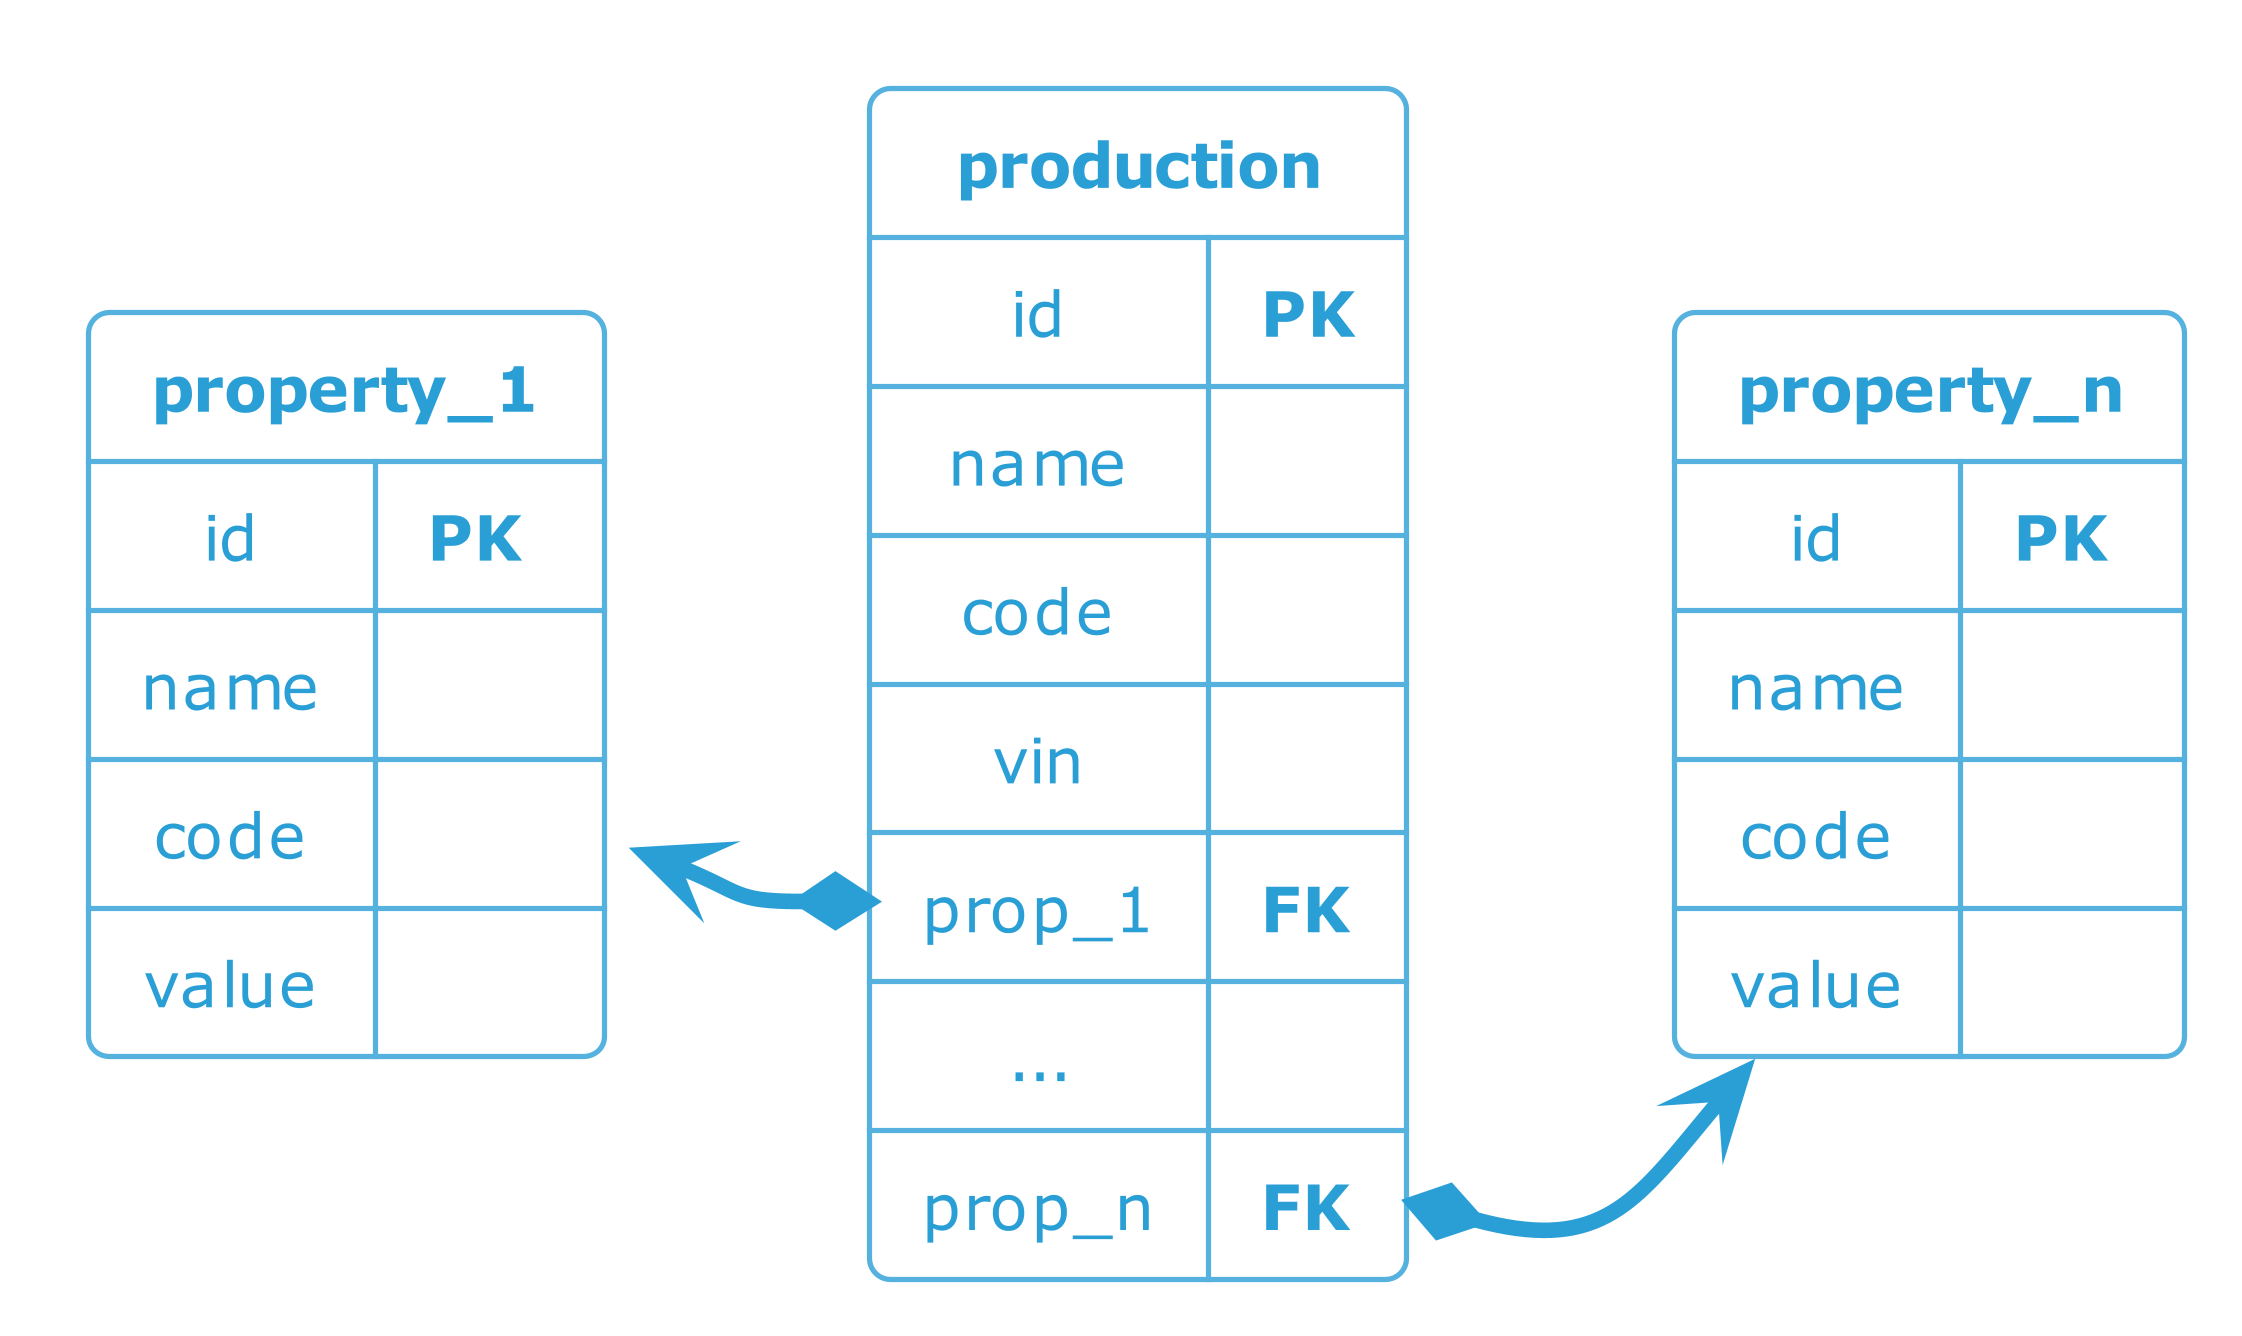 property_1
id PK
name
code
value
production
id PK
name
code
vin
prop_1 FK
...
prop_n FK
property_n
id PK
name
code
value